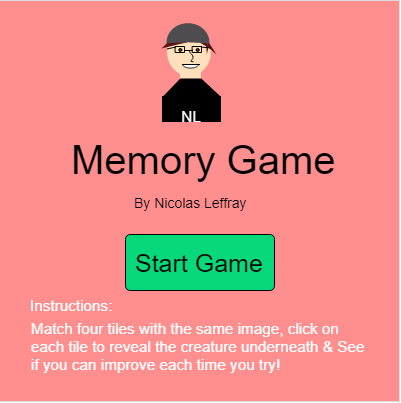 NL
Memory Game
By Nicolas Leffray
Start Game
Instructions:
Match four tiles with the same image, click on
each tile to reveal the creature underneath & See
if you can improve each time you try!